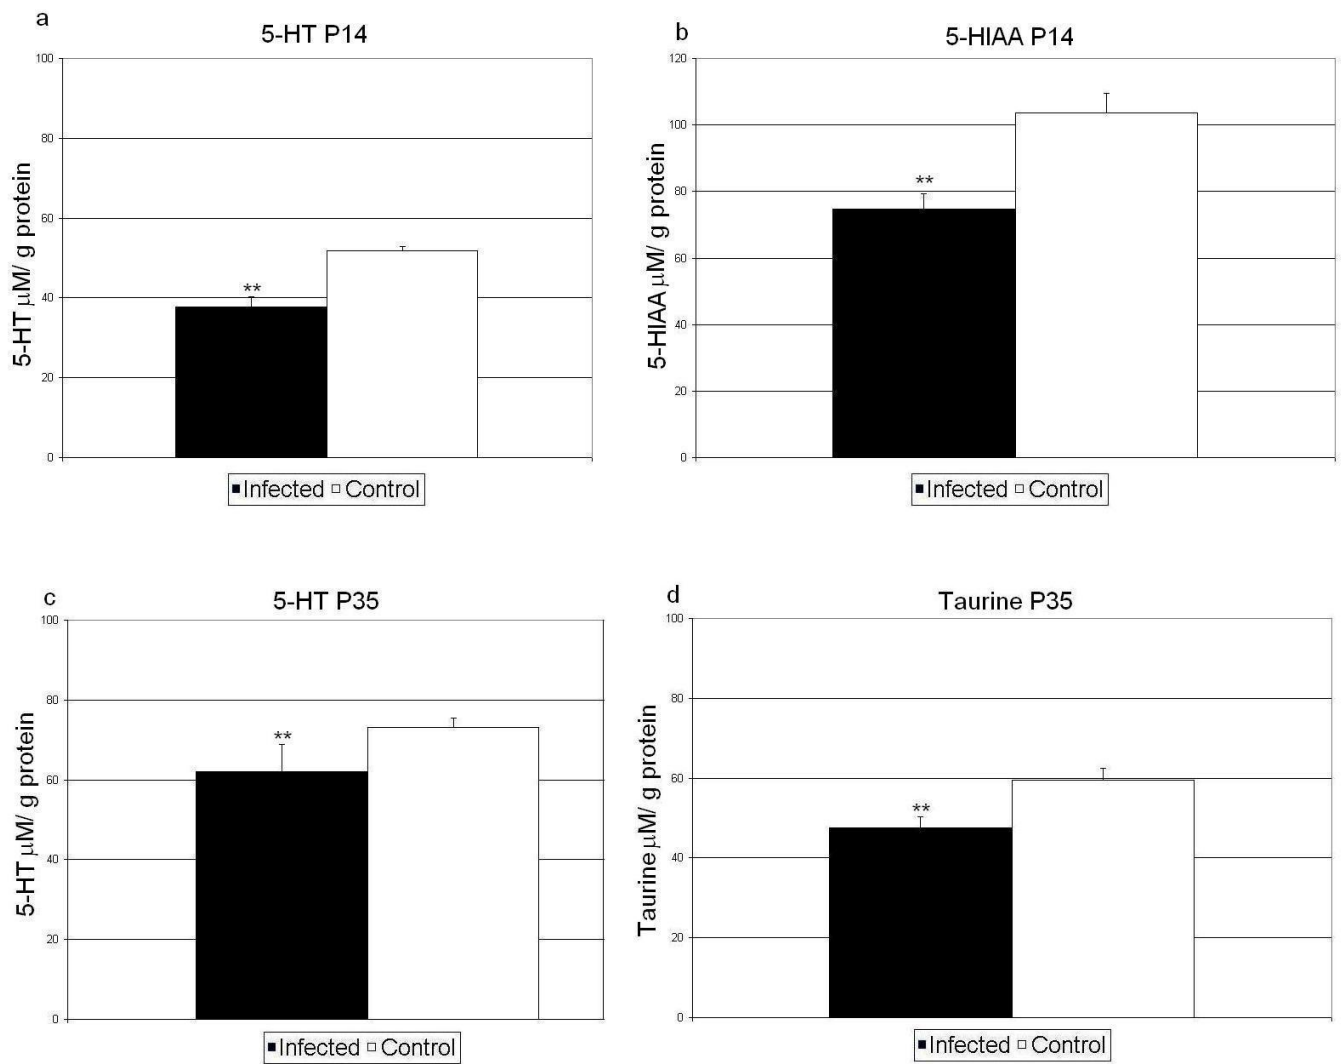 a
5-HT P14
5-HT µM/ g protein
100
80
60
40
20
0
**
■Infected □Control
b
5-HIAA P14
5-HIAA µM/ g protein
120
100
80
60
40
20
0
**
■Infected □Control
c
5-HT P35
5-HT µM/ g protein
100
80
60
40
20
0
**
■Infected □Control
d
Taurine P35
Taurine µM/ g protein
100
80
60
40
20
0
**
■Infected □Control